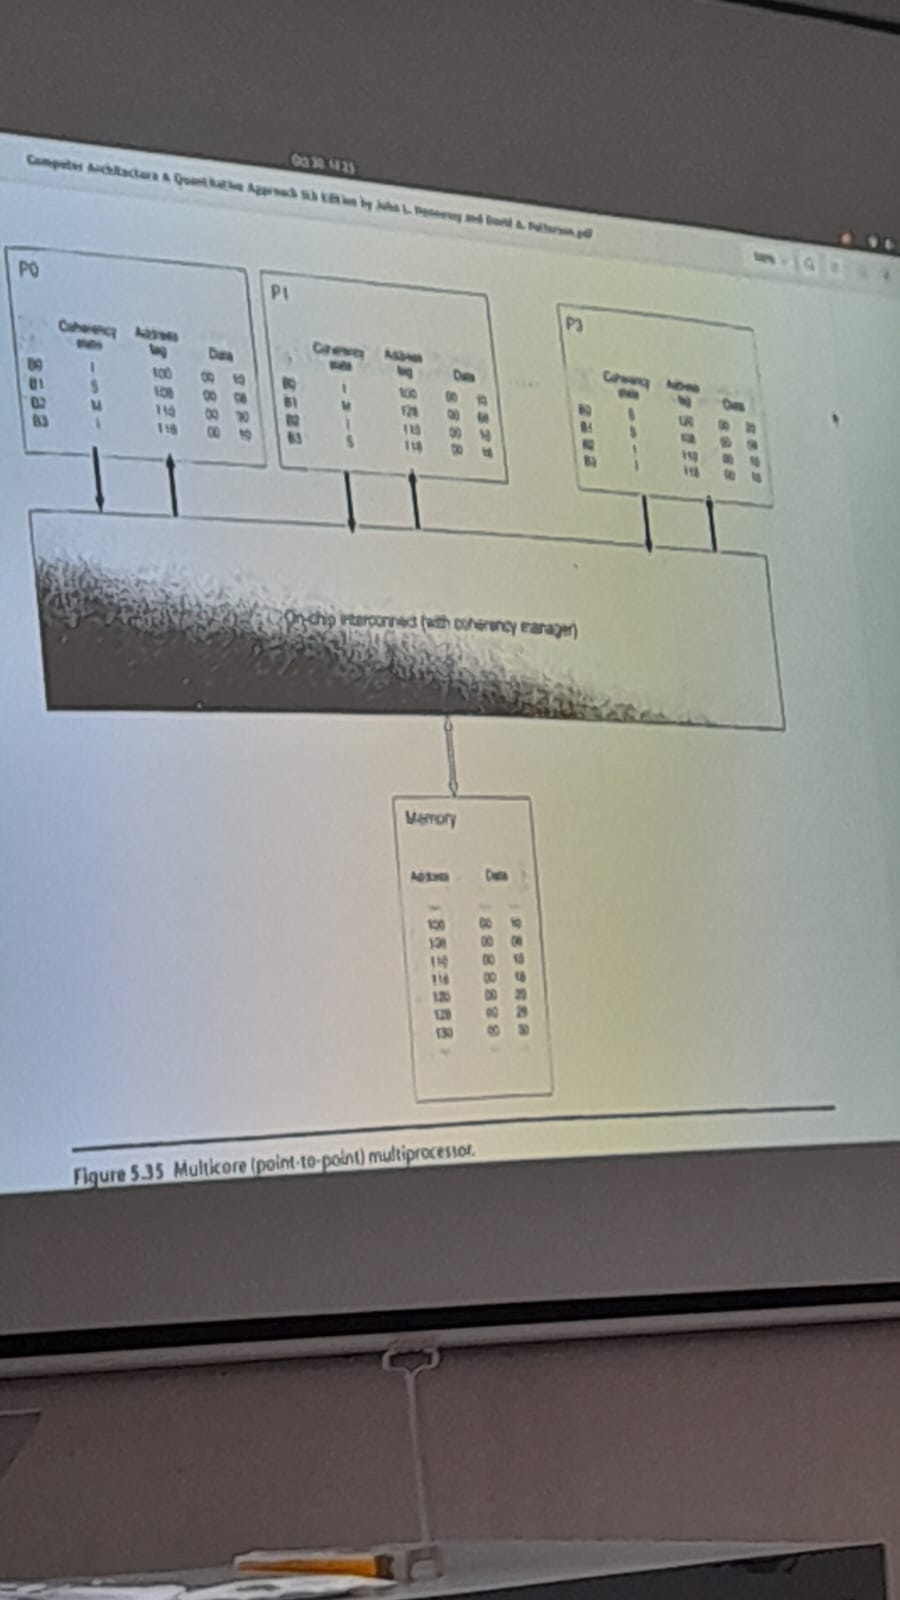 Computer Architecture A Quantitative Approach 5th Edition by John L. Hennessy and David A. Patterson.pdf
P0
Coherency state Address tag Data
B0 I 100 00 10
B1 S 108 00 08
B2 M 110 00 30
B3 I 118 00 10
P1
Coherency state Address tag Data
B0 I 100 00 10
B1 M 128 00 68
B2 I 110 00 10
B3 S 118 00 18
P3
Coherency state Address tag Data
B0 S 120 00 20
B1 S 108 00 08
B2 I 110 00 10
B3 I 118 00 10
On-chip interconnect (with coherency manager)
Memory
Address Data
100 00 10
108 00 08
110 00 10
118 00 18
120 00 20
128 00 28
130 00 30
Figure 5.35 Multicore (point-to-point) multiprocessor.